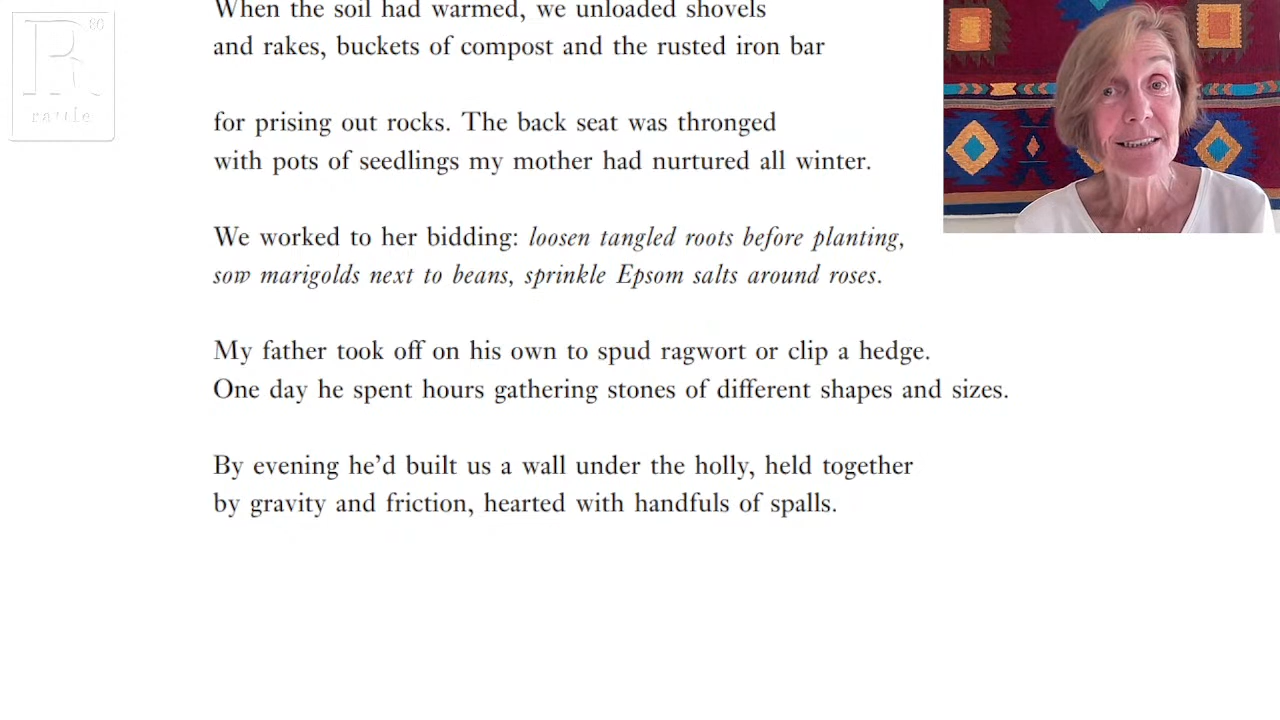 80
R
rattle
When the soil had warmed, we unloaded shovels
and rakes, buckets of compost and the rusted iron bar
for prising out rocks. The back seat was thronged
with pots of seedlings my mother had nurtured all winter.
We worked to her bidding: loosen tangled roots before planting,
sow marigolds next to beans, sprinkle Epsom salts around roses.
My father took off on his own to spud ragwort or clip a hedge.
One day he spent hours gathering stones of different shapes and sizes.
By evening he’d built us a wall under the holly, held together
by gravity and friction, hearted with handfuls of spalls.